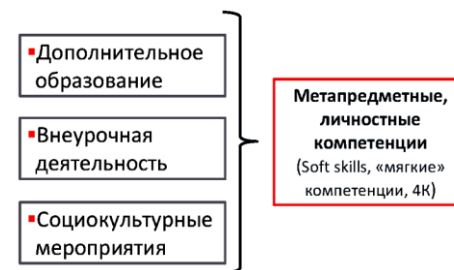 ▪Дополнительное
образование
▪Внеурочная
деятельность
▪Социокультурные
мероприятия
Метапредметные,
личностные
компетенции
(Soft skills, «мягкие»
компетенции, 4К)